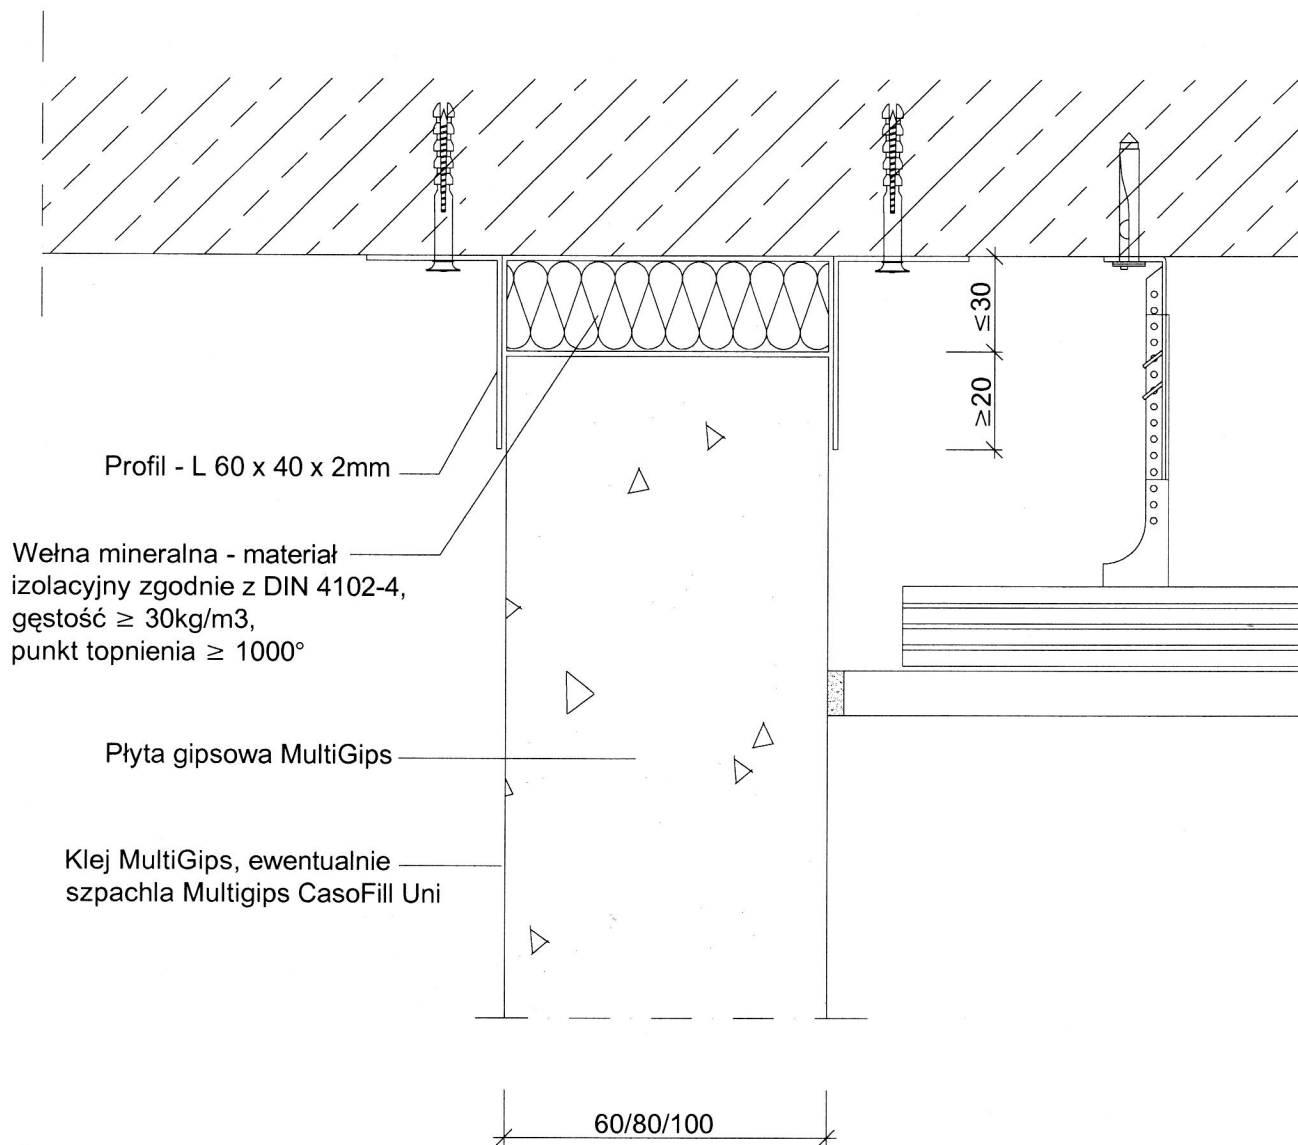 ≤30
≥20
Profil - L 60 x 40 x 2mm
Wełna mineralna - materiał
izolacyjny zgodnie z DIN 4102-4,
gęstość ≥ 30kg/m3,
punkt topnienia ≥ 1000°
Płyta gipsowa MultiGips
Klej MultiGips, ewentualnie
szpachla Multigips CasoFill Uni
60/80/100